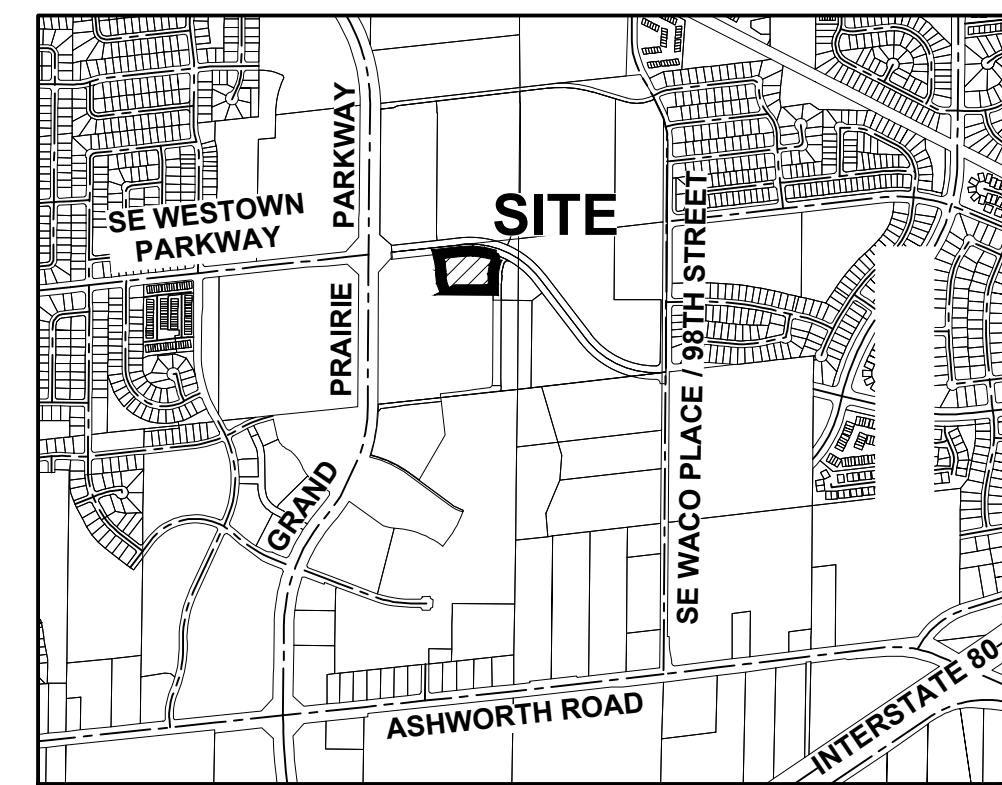 SE WESTOWN
PARKWAY
PARKWAY
SITE
PRAIRIE
GRAND
SE WACO PLACE / 98TH STREET
ASHWORTH ROAD
INTERSTATE 80